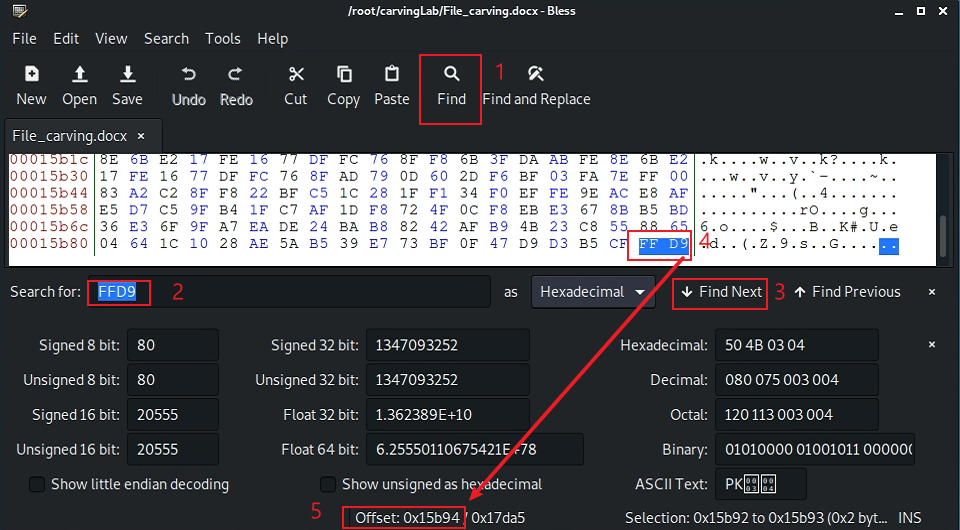 /root/carvingLab/File_carving.docx - Bless
File Edit View Search Tools Help
1
New Open Save Undo Redo Cut Copy Paste Find Find and Replace
File_carving.docx ×
00015b1c 8E 6B E2 17 FE 16 77 DF FC 76 8F F8 6B 3F DA AB FE 8E 6B E2 .k....w..v..k?....k.
00015b30 17 FE 16 77 DF FC 76 8F AD 79 0D 60 2D F6 BF 03 FA 7E FF 00 ...w..v..y.`-....~..
00015b44 83 A2 C2 8F F8 22 BF C5 1C 28 1F F1 34 F0 EF FE 9E AC E8 AF ....."...(..4.......
00015b58 E5 D7 C5 9F B4 1F C7 AF 1D F8 72 4F 0C F8 EB E3 67 8B B5 BD ..........rO....g...
00015b6c 36 E3 6F 9F A7 EA DE 24 BA B8 82 42 AF B9 4B 23 C8 55 88 65 6.o....$...B..K#.U.e
00015b80 04 64 1C 10 28 AE 5A B5 39 E7 73 BF 0F 47 D9 D3 B5 CF FF D9 .d..(.Z.9.s..G......
4
Search for: FFD9 2 as Hexadecimal Find Next 3 Find Previous ×
Signed 8 bit: 80 Signed 32 bit: 1347093252 Hexadecimal: 50 4B 03 04 ×
Unsigned 8 bit: 80 Unsigned 32 bit: 1347093252 Decimal: 080 075 003 004
Signed 16 bit: 20555 Float 32 bit: 1.362389E+10 Octal: 120 113 003 004
Unsigned 16 bit: 20555 Float 64 bit: 6.25550110675421E+78 Binary: 01010000 01001011 000000
Show little endian decoding Show unsigned as hexadecimal ASCII Text: PK
5 Offset: 0x15b94 / 0x17da5 Selection: 0x15b92 to 0x15b93 (0x2 byt... INS